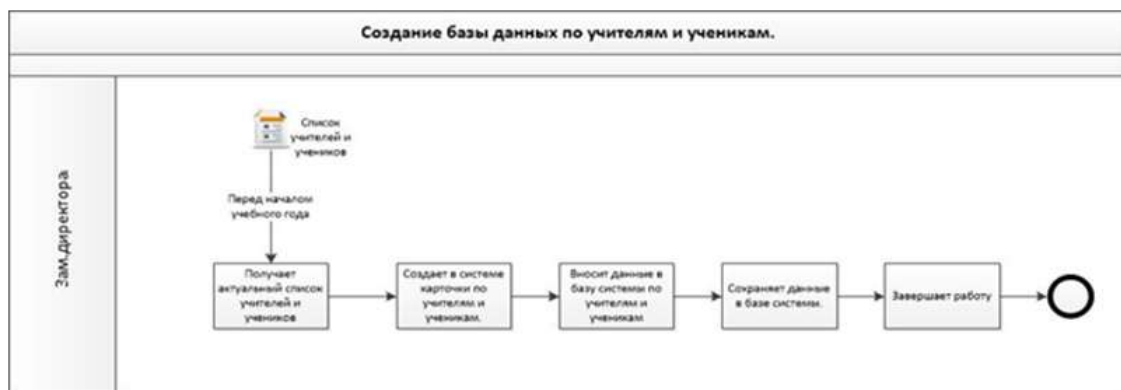 Создание базы данных по учителям и ученикам.
Зам.директора
Список
учителей и
учеников
Перед началом
учебного года
Получает
актуальный список
учителей и
учеников
Создает в системе
карточки по
учителям и
ученикам.
Вносит данные в
базу системы по
учителям и
ученикам
Сохраняет данные
в базе системы.
Завершает работу